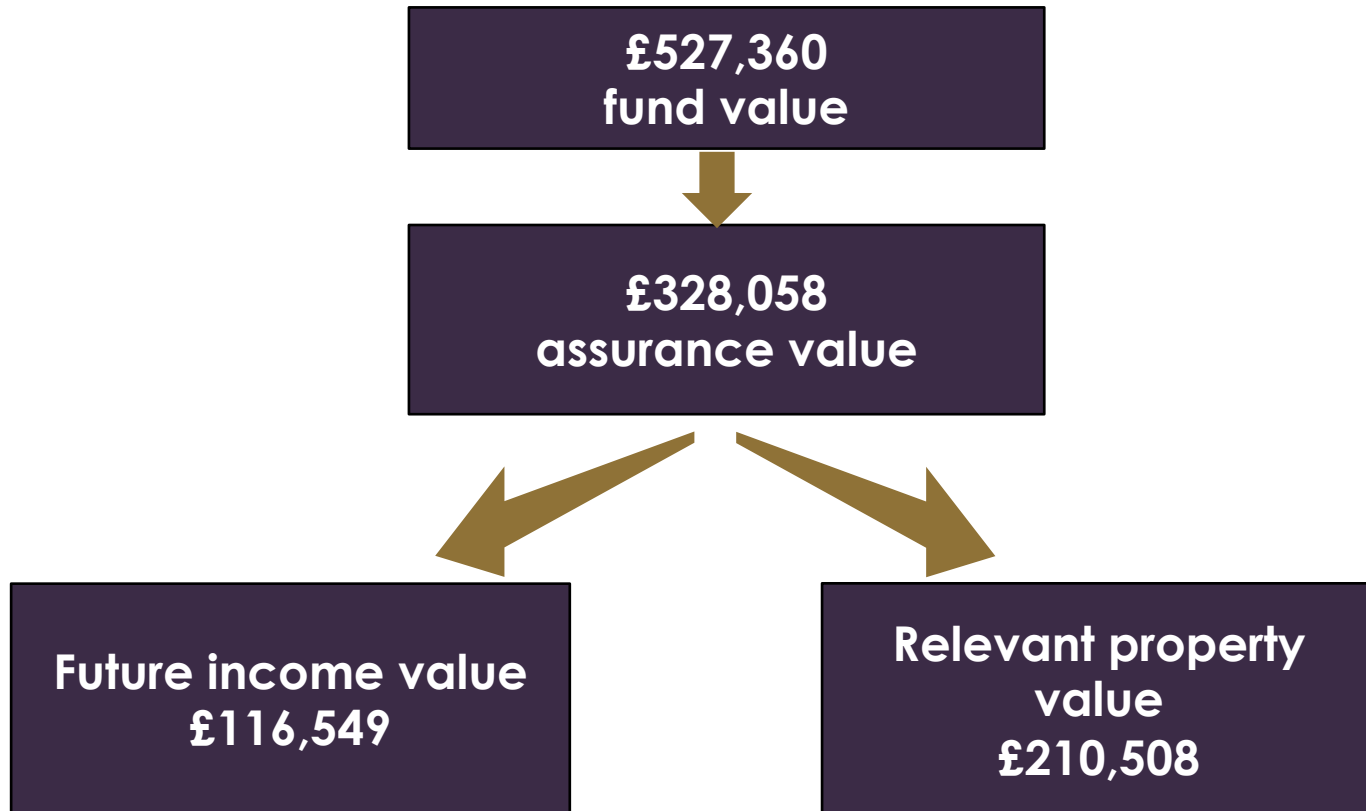 £527,360
fund value
£328,058
assurance value
Future income value
£116,549
Relevant property
value
£210,508